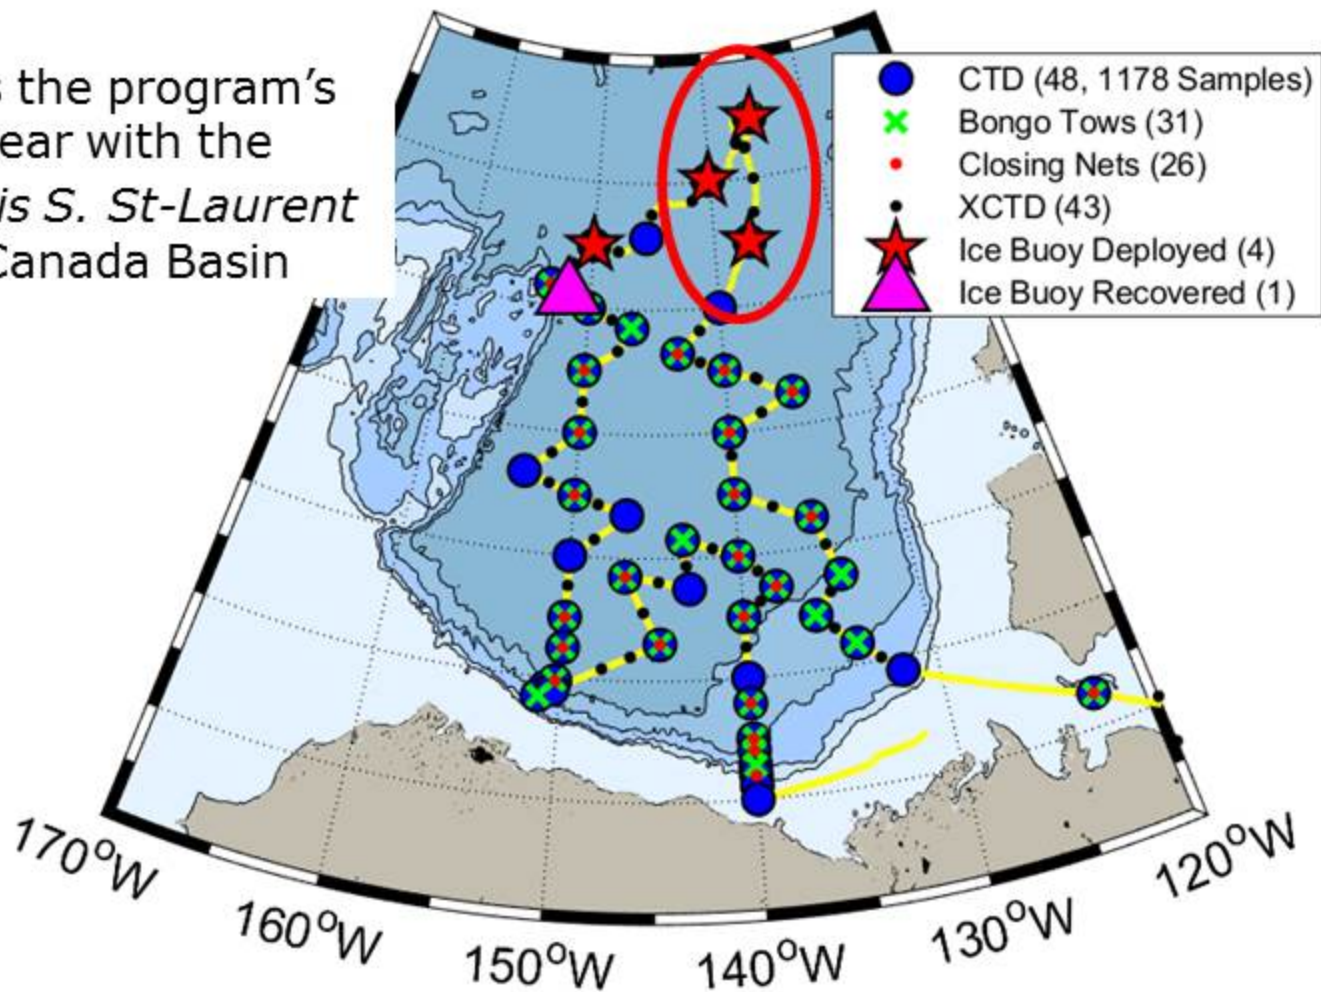 the program's
ear with the
is S. St-Laurent
Canada Basin
CTD (48, 1178 Samples)
Bongo Tows (31)
Closing Nets (26)
XCTD (43)
Ice Buoy Deployed (4)
Ice Buoy Recovered (1)
170°W
160°W
150°W
140°W
130°W
120°W